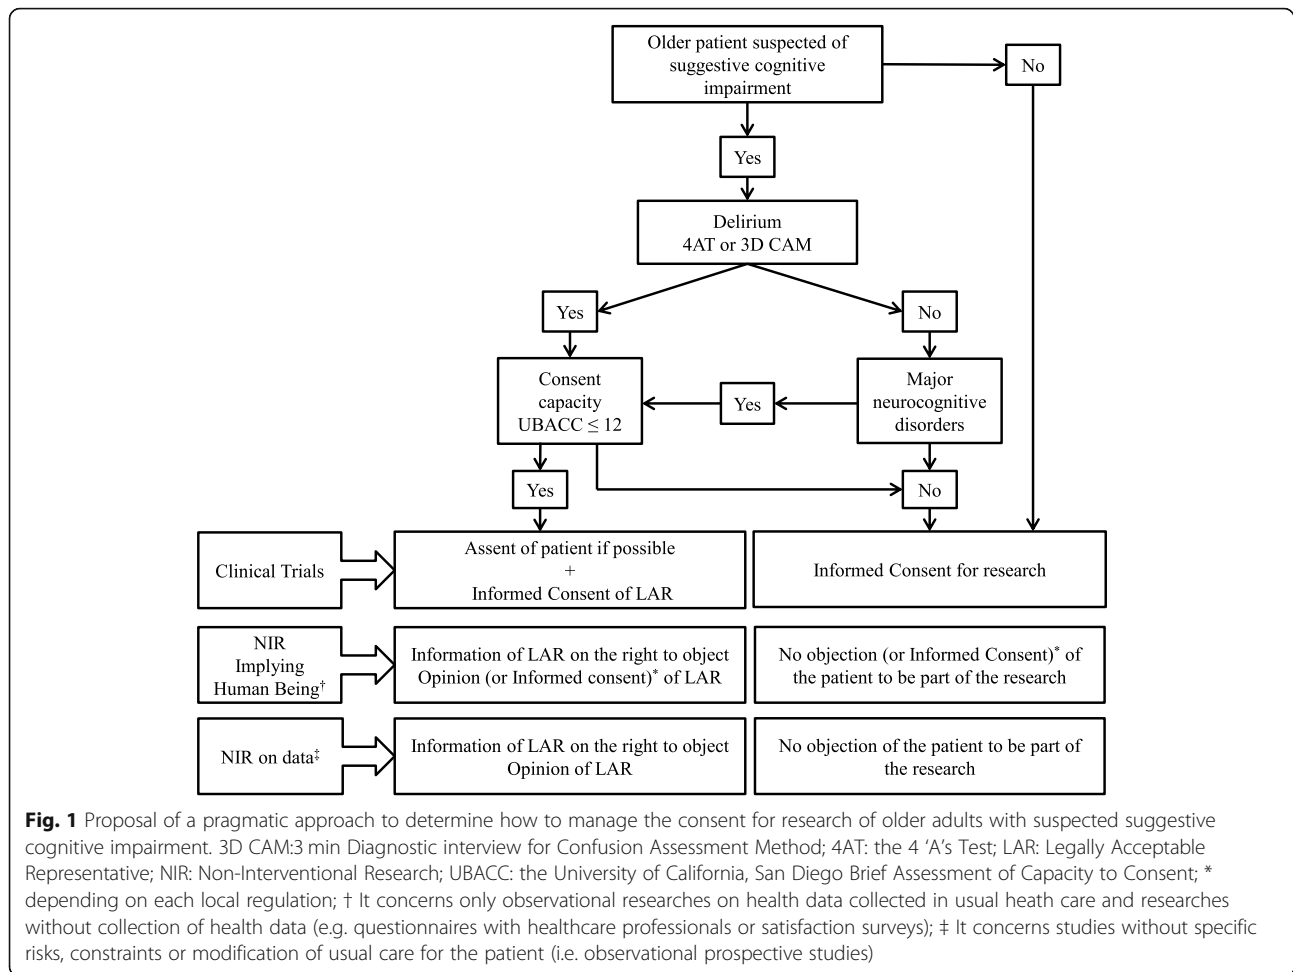 Older patient suspected of
suggestive cognitive
impairment
No
Yes
Delirium
4AT or 3D CAM
Yes
No
Consent
capacity
UBACC ≤ 12
Yes
Major
neurocognitive
disorders
Yes
No
Clinical Trials
Assent of patient if possible
+
Informed Consent of LAR
Informed Consent for research
NIR
Implying
Human Being†
Information of LAR on the right to object
Opinion (or Informed consent)* of LAR
No objection (or Informed Consent)* of
the patient to be part of the research
NIR on data‡
Information of LAR on the right to object
Opinion of LAR
No objection of the patient to be part of
the research
Fig. 1 Proposal of a pragmatic approach to determine how to manage the consent for research of older adults with suspected suggestive
cognitive impairment. 3D CAM:3 min Diagnostic interview for Confusion Assessment Method; 4AT: the 4 ‘A’s Test; LAR: Legally Acceptable
Representative; NIR: Non-Interventional Research; UBACC: the University of California, San Diego Brief Assessment of Capacity to Consent; *
depending on each local regulation; † It concerns only observational researches on health data collected in usual heath care and researches
without collection of health data (e.g. questionnaires with healthcare professionals or satisfaction surveys); ‡ It concerns studies without specific
risks, constraints or modification of usual care for the patient (i.e. observational prospective studies)